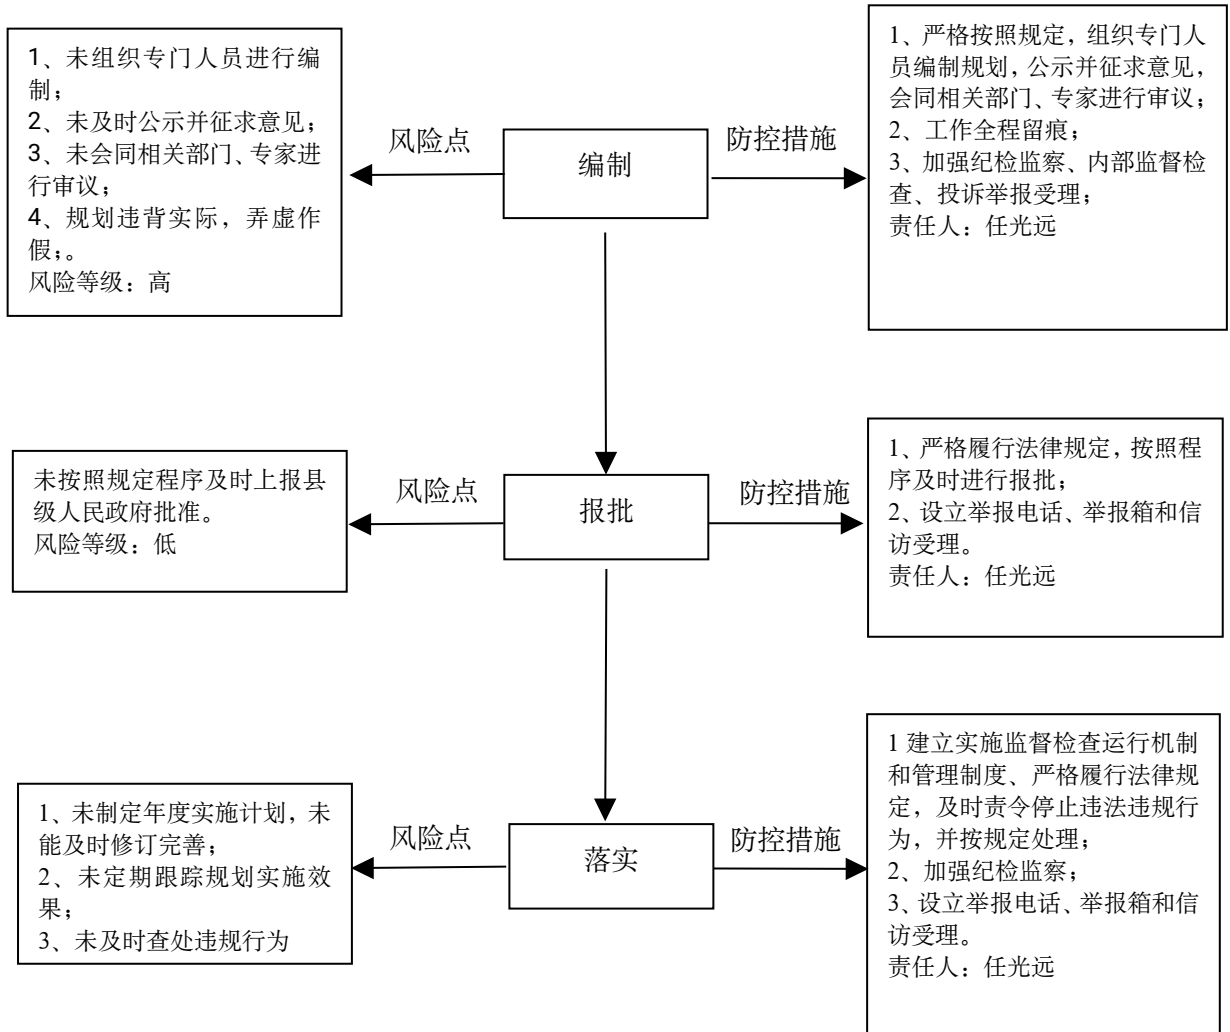 1、未组织专门人员进行编
制；
2、未及时公示并征求意见；
3、未会同相关部门、专家进
行审议；
4、规划违背实际，弄虚作
假；。
风险等级：高
风险点
编制
防控措施
1、严格按照规定，组织专门人
员编制规划，公示并征求意见，
会同相关部门、专家进行审议；
2、工作全程留痕；
3、加强纪检监察、内部监督检
查、投诉举报受理；
责任人：任光远
未按照规定程序及时上报县
级人民政府批准。
风险等级：低
风险点
报批
防控措施
1、严格履行法律规定，按照程
序及时进行报批；
2、设立举报电话、举报箱和信
访受理。
责任人：任光远
1、未制定年度实施计划，未
能及时修订完善；
2、未定期跟踪规划实施效
果；
3、未及时查处违规行为
风险点
落实
防控措施
1 建立实施监督检查运行机制
和管理制度、严格履行法律规
定，及时责令停止违法违规行
为，并按规定处理；
2、加强纪检监察；
3、设立举报电话、举报箱和信
访受理。
责任人：任光远